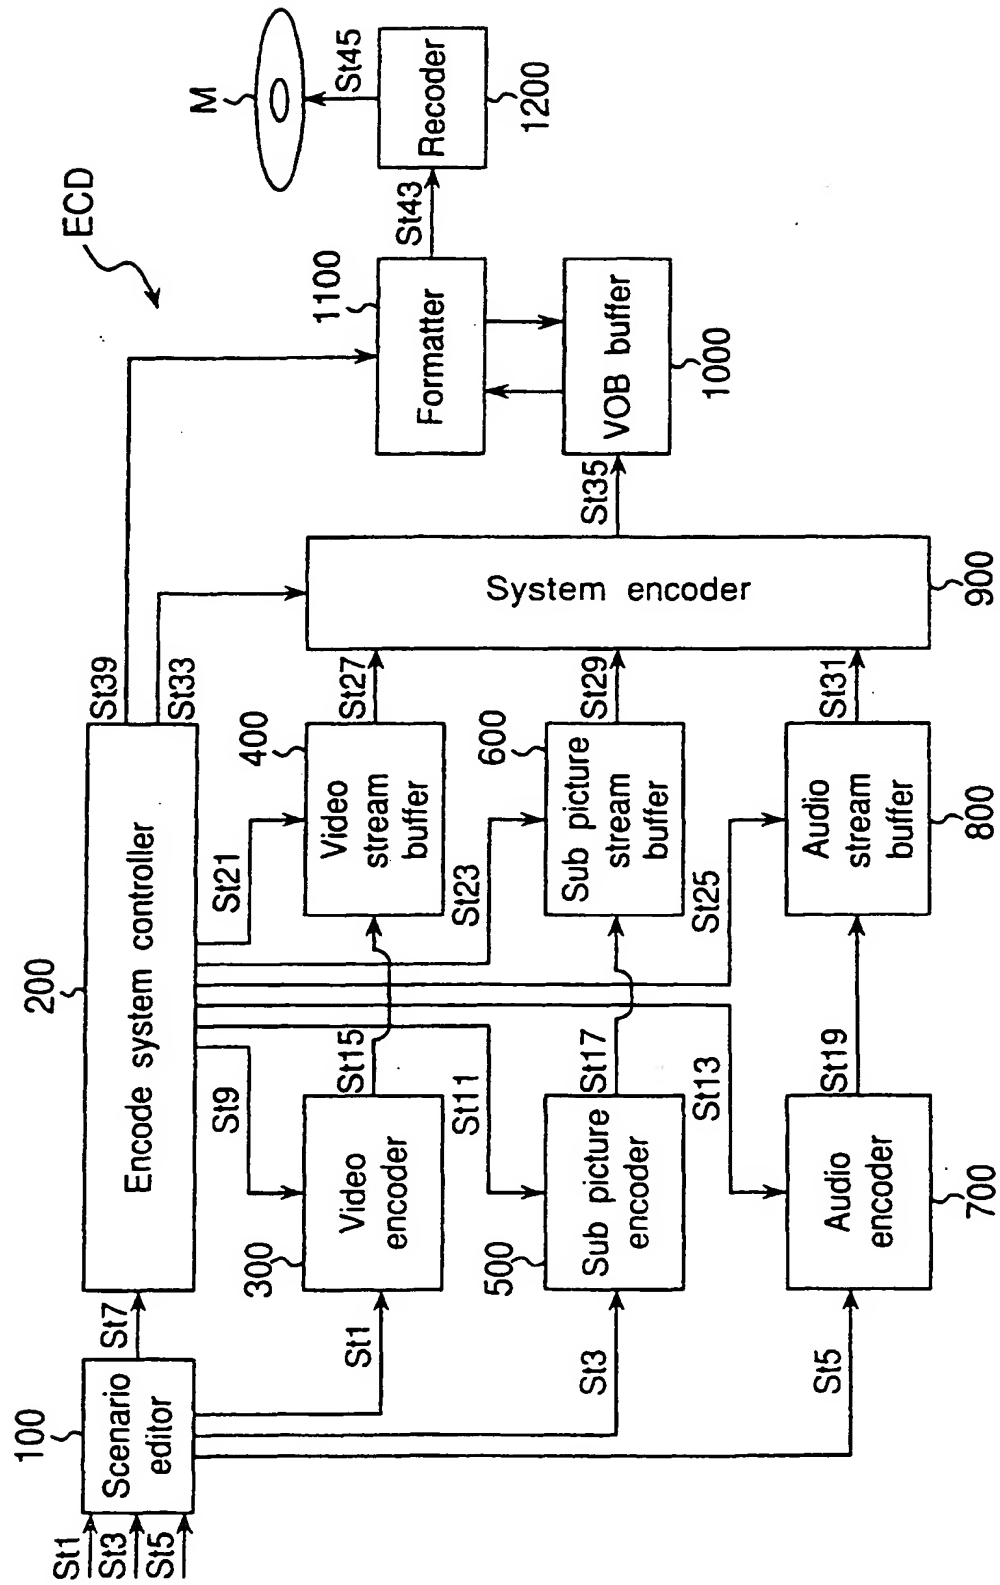 ECD
M
St45
Recoder
1200
St43
1100
Formatter
VOB buffer
1000
St35
St39
St33
System encoder
900
200
Encode system controller
St21
400
Video
stream
buffer
St27
St23
600
Sub picture
stream
buffer
St29
St25
Audio
stream
buffer
800
St31
St9
300
Video
encoder
St15
St11
500
Sub picture
encoder
St17
St13
Audio
encoder
700
St19
100
Scenario
editor
St7
St1
St3
St5
St1
St3
St5